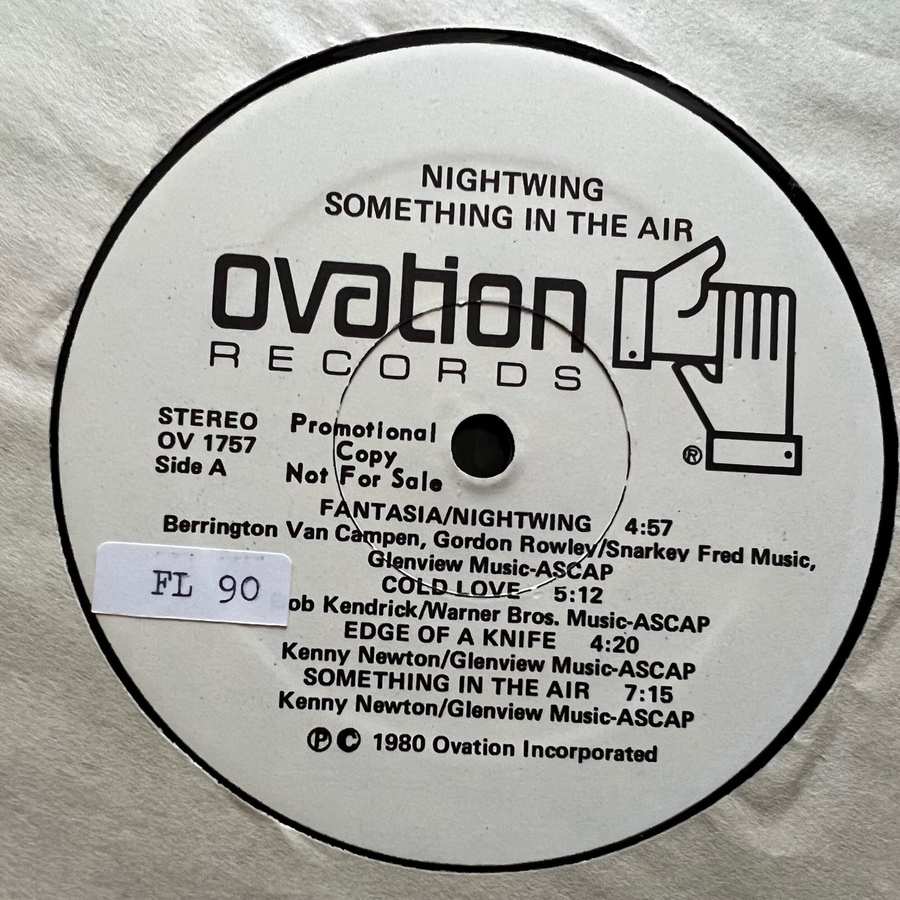 NIGHTWING
SOMETHING IN THE AIR
ovation
RECORDS
®
STEREO
OV 1757
Side A
Promotional
Copy
Not For Sale
FANTASIA/NIGHTWING 4:57
Berrington Van Campen, Gordon Rowley/Snarkey Fred Music,
Glenview Music-ASCAP
COLD LOVE 5:12
ob Kendrick/Warner Bros. Music-ASCAP
EDGE OF A KNIFE 4:20
Kenny Newton/Glenview Music-ASCAP
SOMETHING IN THE AIR 7:15
Kenny Newton/Glenview Music-ASCAP
℗ © 1980 Ovation Incorporated
FL 90